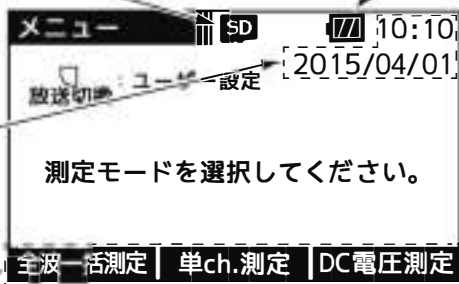 メニュー SD 10:10
2015/04/01
放送切換:ユーザー設定
測定モードを選択してください。
全波一括測定 単ch.測定 DC電圧測定